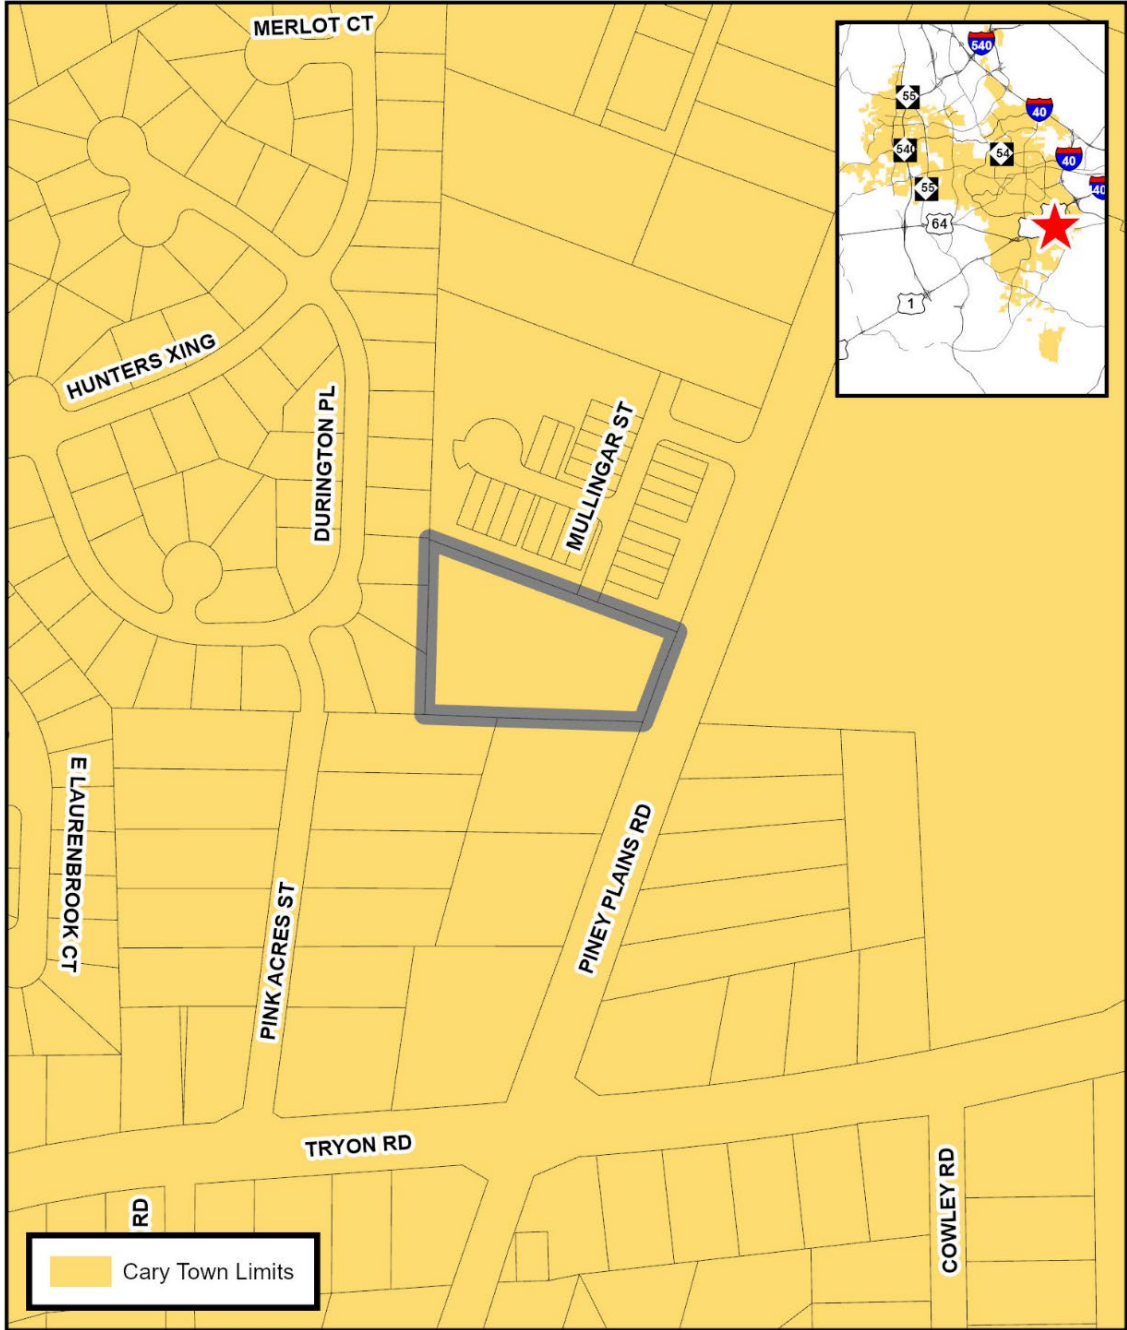 MERLOT CT
540
55
40
540
54
40
55
64
1
HUNTERS XING
DURINGTON PL
MULLINGAR ST
E LAURENBROOK CT
PINK ACRES ST
PINEY PLAINS RD
TRYON RD
RD
COWLEY RD
Cary Town Limits